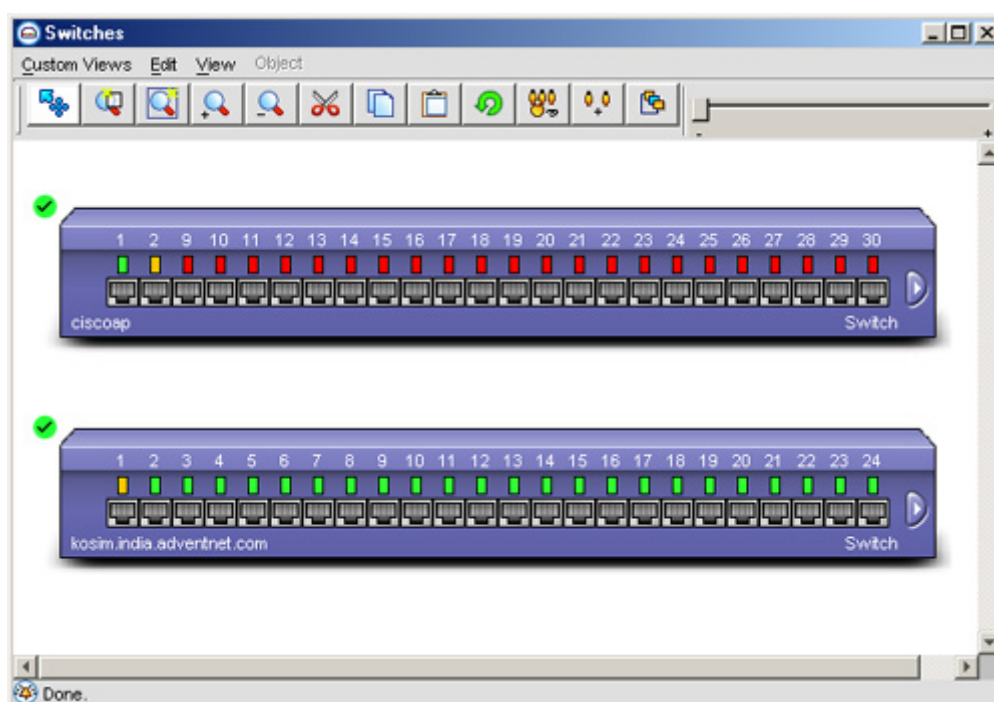 Switches
Custom Views Edit View Object
- +
1 2 9 10 11 12 13 14 15 16 17 18 19 20 21 22 23 24 25 26 27 28 29 30
ciscoap Switch
1 2 3 4 5 6 7 8 9 10 11 12 13 14 15 16 17 18 19 20 21 22 23 24
kosim.india.adventnet.com Switch
Done.